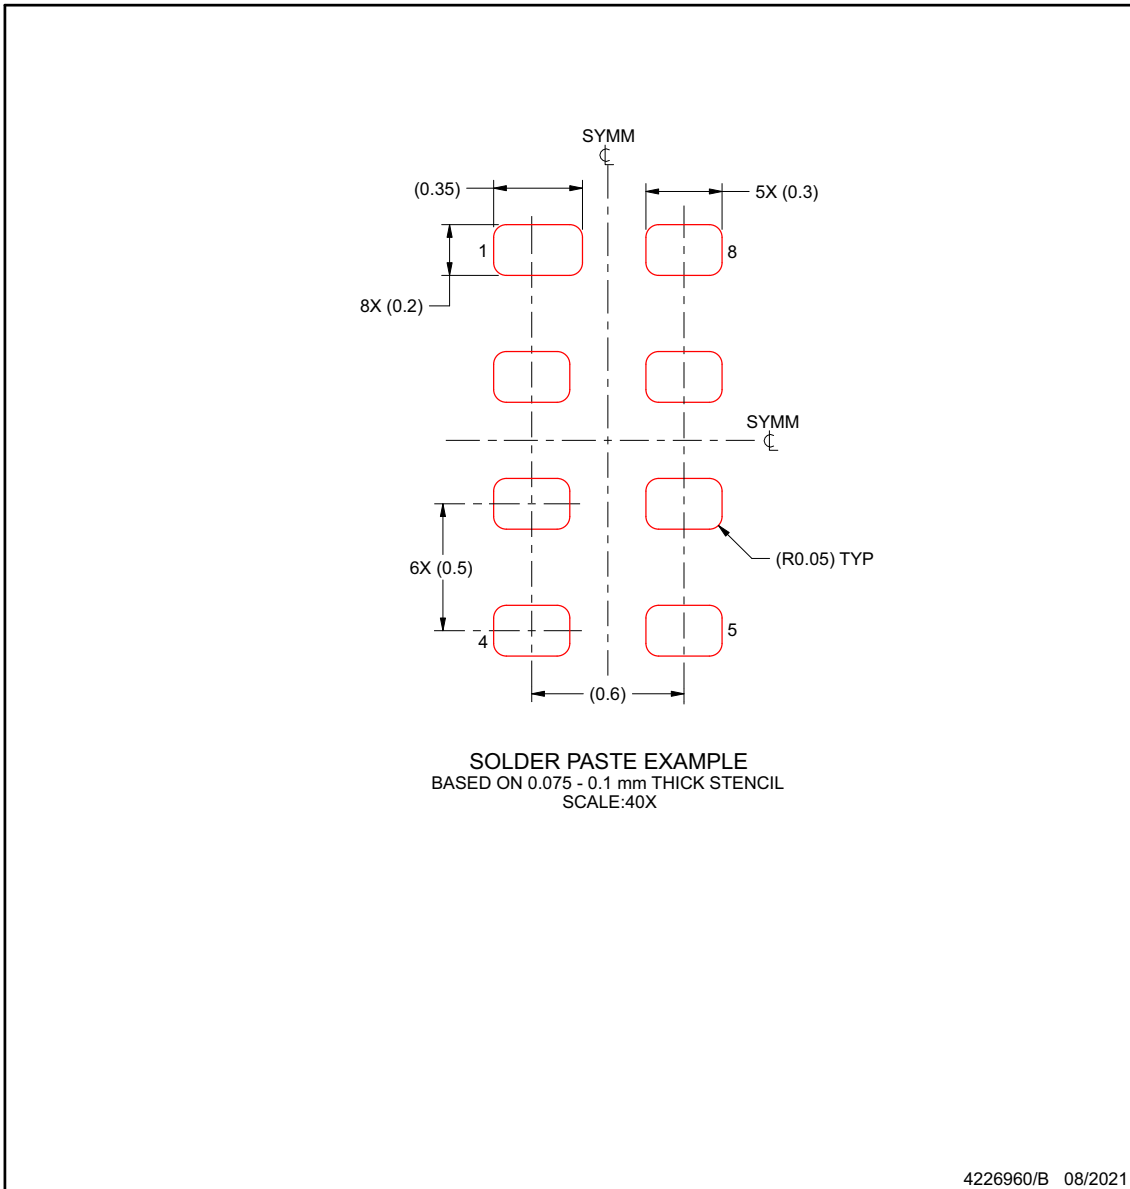 SYMM
(0.35)
5X (0.3)
1
8
8X (0.2)
SYMM
6X (0.5)
(R0.05) TYP
4
5
(0.6)
SOLDER PASTE EXAMPLE
BASED ON 0.075 - 0.1 mm THICK STENCIL
SCALE:40X
4226960/B 08/2021